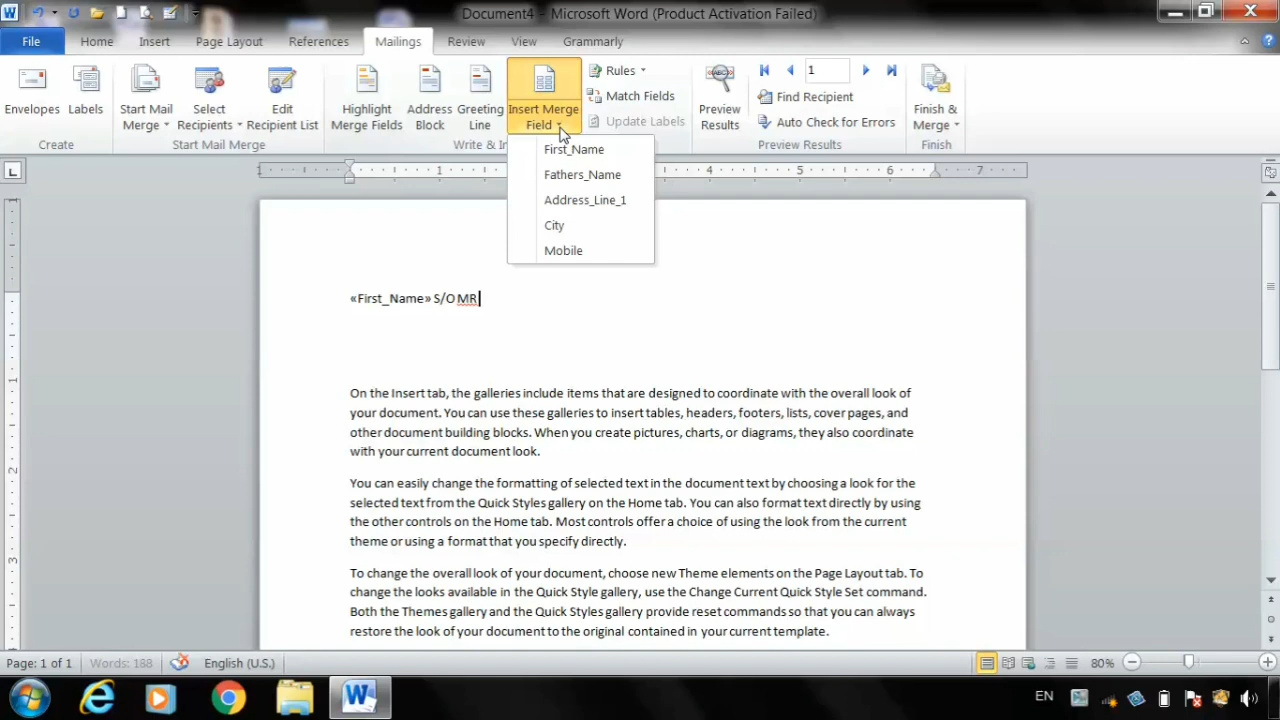 Document4 - Microsoft Word (Product Activation Failed)
File Home Insert Page Layout References Mailings Review View Grammarly
Envelopes Labels Start Mail Merge Select Recipients Edit Recipient List Highlight Merge Fields Address Block Greeting Line Insert Merge Field Rules Match Fields Update Labels Preview Results 1 Find Recipient Auto Check for Errors Finish & Merge
Create Start Mail Merge Write & In Preview Results Finish
First_Name
Fathers_Name
Address_Line_1
City
Mobile
L 1 1 4 5 6 7
«First_Name» S/O MR
On the Insert tab, the galleries include items that are designed to coordinate with the overall look of
your document. You can use these galleries to insert tables, headers, footers, lists, cover pages, and
other document building blocks. When you create pictures, charts, or diagrams, they also coordinate
with your current document look.
You can easily change the formatting of selected text in the document text by choosing a look for the
selected text from the Quick Styles gallery on the Home tab. You can also format text directly by using
the other controls on the Home tab. Most controls offer a choice of using the look from the current
theme or using a format that you specify directly.
To change the overall look of your document, choose new Theme elements on the Page Layout tab. To
change the looks available in the Quick Style gallery, use the Change Current Quick Style Set command.
Both the Themes gallery and the Quick Styles gallery provide reset commands so that you can always
restore the look of your document to the original contained in your current template.
1
2
3
Page: 1 of 1 Words: 188 English (U.S.) 80%
EN